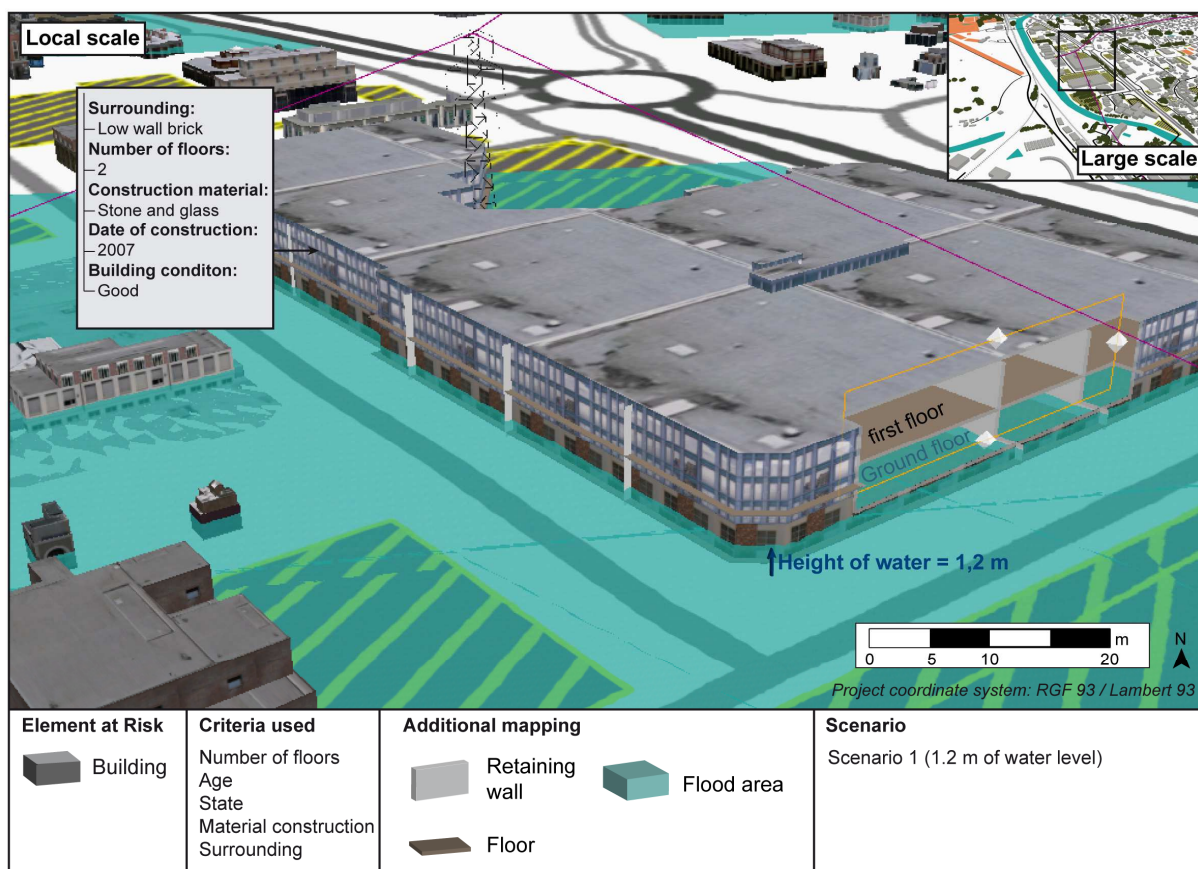 Local scale
Large scale
Surrounding:
Low wall brick
Number of floors:
2
Construction material:
Stone and glass
Date of construction:
2007
Building conditon:
Good
first floor
Ground floor
Height of water = 1,2 m
0 5 10 20 m
N
Project coordinate system: RGF 93 / Lambert 93
Element at Risk
Building
Criteria used
Number of floors
Age
State
Material construction
Surrounding
Additional mapping
Retaining
wall
Flood area
Floor
Scenario
Scenario 1 (1.2 m of water level)